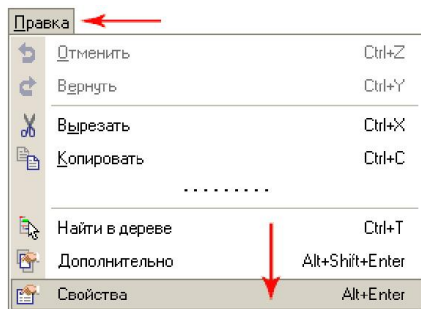 Правка
Отменить Ctrl+Z
Вернуть Ctrl+Y
Вырезать Ctrl+X
Копировать Ctrl+C
. . . . . . . . .
Найти в дереве Ctrl+T
Дополнительно Alt+Shift+Enter
Свойства Alt+Enter